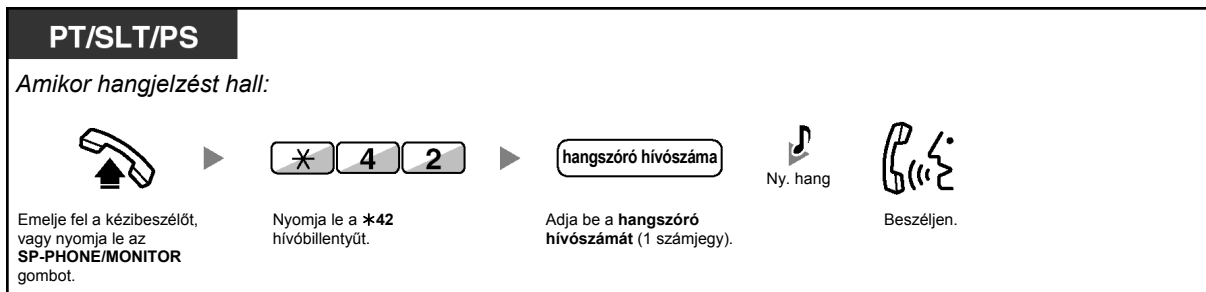 PT/SLT/PS
Amikor hangjelzést hall:
✳ 4 2
hangszóró hívószáma
Ny. hang
Emelje fel a kézibeszélőt,
vagy nyomja le az
SP-PHONE/MONITOR
gombot.
Nyomja le a ✳42
hívóbillentyűt.
Adja be a hangszóró
hívószámát (1 számjegy).
Beszéljen.